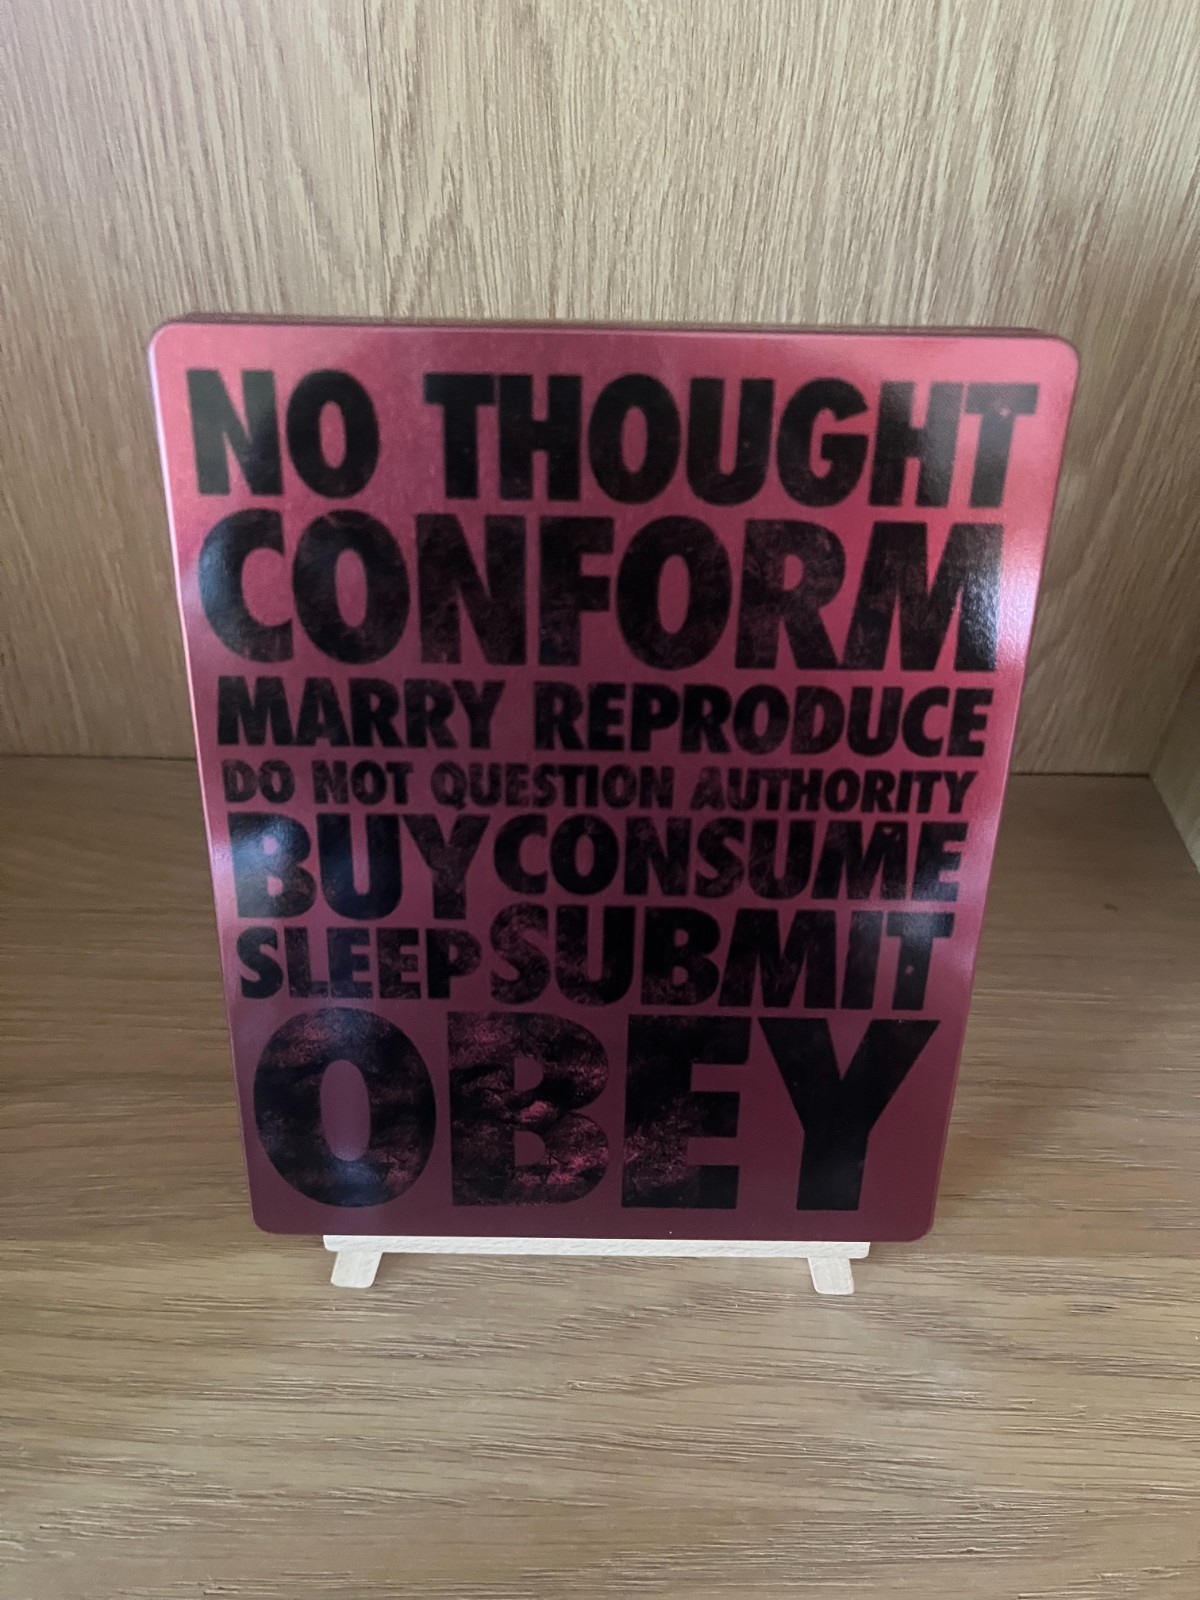 NO THOUGHT
CONFORM
MARRY REPRODUCE
DO NOT QUESTION AUTHORITY
BUY CONSUME
SLEEP SUBMIT
OBEY